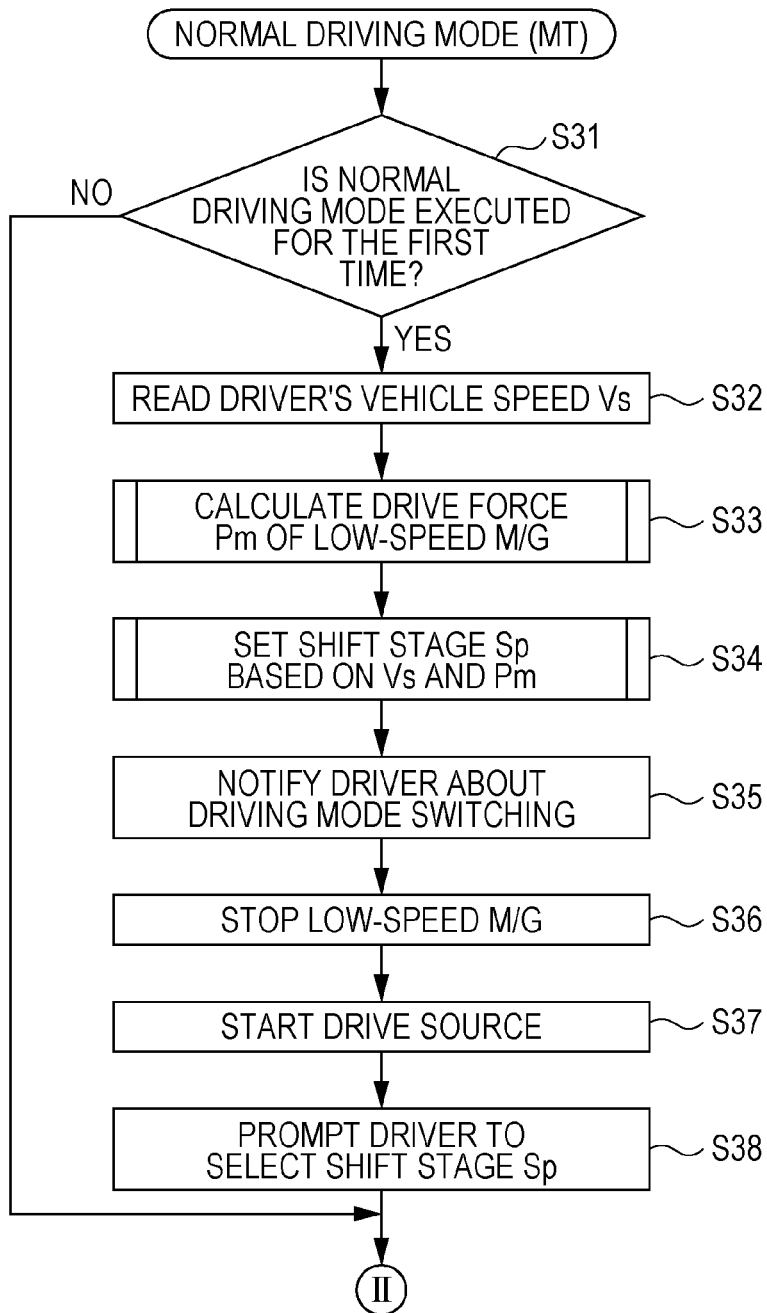 NORMAL DRIVING MODE (MT)
S31
NO
IS NORMAL
DRIVING MODE EXECUTED
FOR THE FIRST
TIME?
YES
READ DRIVER'S VEHICLE SPEED Vs
S32
CALCULATE DRIVE FORCE
Pm OF LOW-SPEED M/G
S33
SET SHIFT STAGE Sp
BASED ON Vs AND Pm
S34
NOTIFY DRIVER ABOUT
DRIVING MODE SWITCHING
S35
STOP LOW-SPEED M/G
S36
START DRIVE SOURCE
S37
PROMPT DRIVER TO
SELECT SHIFT STAGE Sp
S38
II